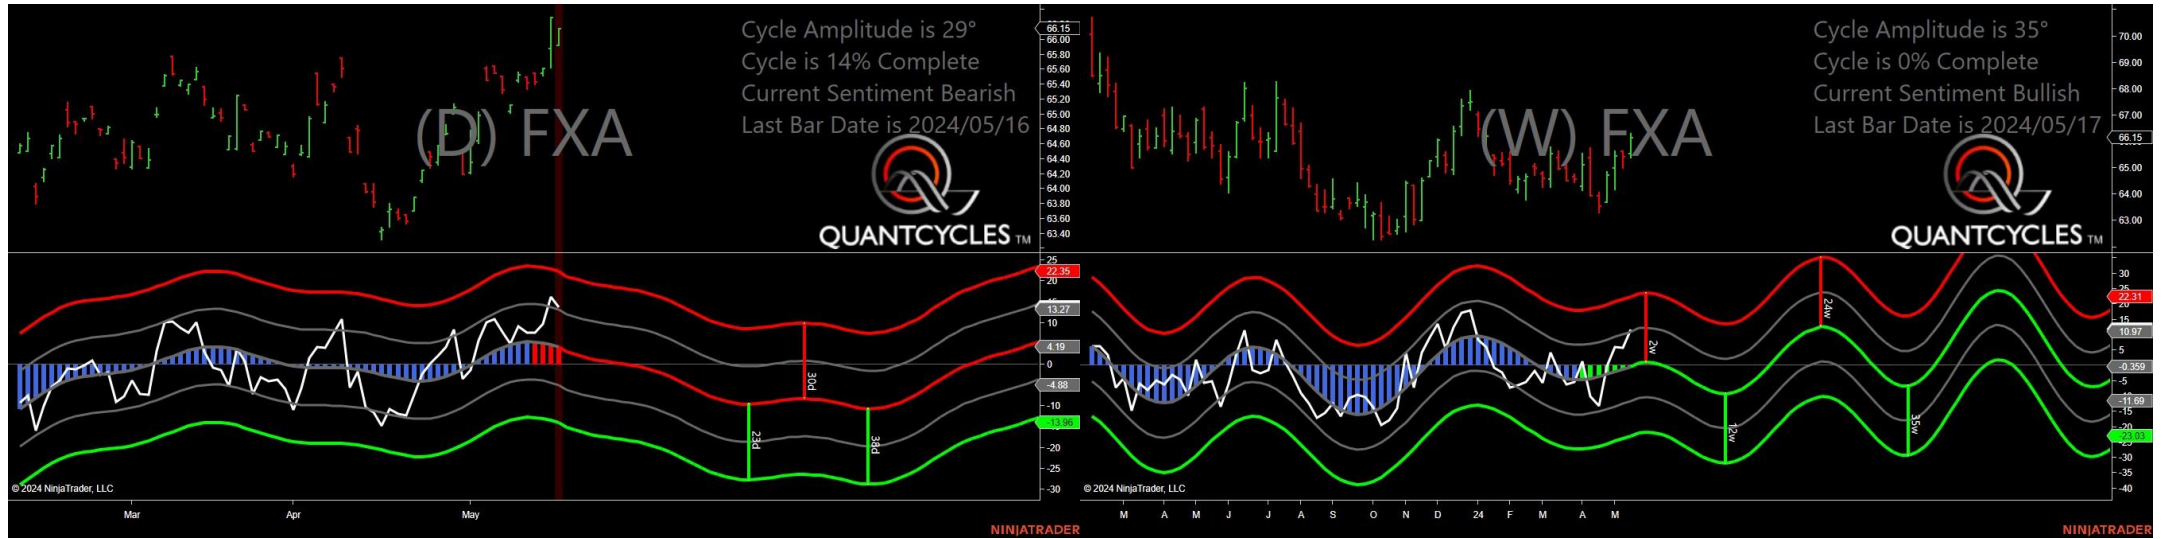 Cycle Amplitude is 29°
Cycle is 14% Complete
Current Sentiment Bearish
Last Bar Date is 2024/05/16
(D) FXA
QUANTCYCLES TM
66.15
66.00
65.80
65.60
65.40
65.20
65.00
64.80
64.60
64.40
64.20
64.00
63.80
63.60
63.40
25
22.35
20
13.27
10
4.19
0
-4.88
-10
-13.96
-20
-25
-30
30d
23d
38d
© 2024 NinjaTrader, LLC
Mar
Apr
May
NINJATRADER
Cycle Amplitude is 35°
Cycle is 0% Complete
Current Sentiment Bullish
Last Bar Date is 2024/05/17
(W) FXA
QUANTCYCLES TM
70.00
69.00
68.00
67.00
66.15
65.00
64.00
63.00
30
25
22.31
15
10.97
5
-0.359
-5
-11.69
-15
-20
-23.03
-30
-35
-40
2w
24w
12w
35w
© 2024 NinjaTrader, LLC
M A M J J A S O N D 24 F M A M
NINJATRADER